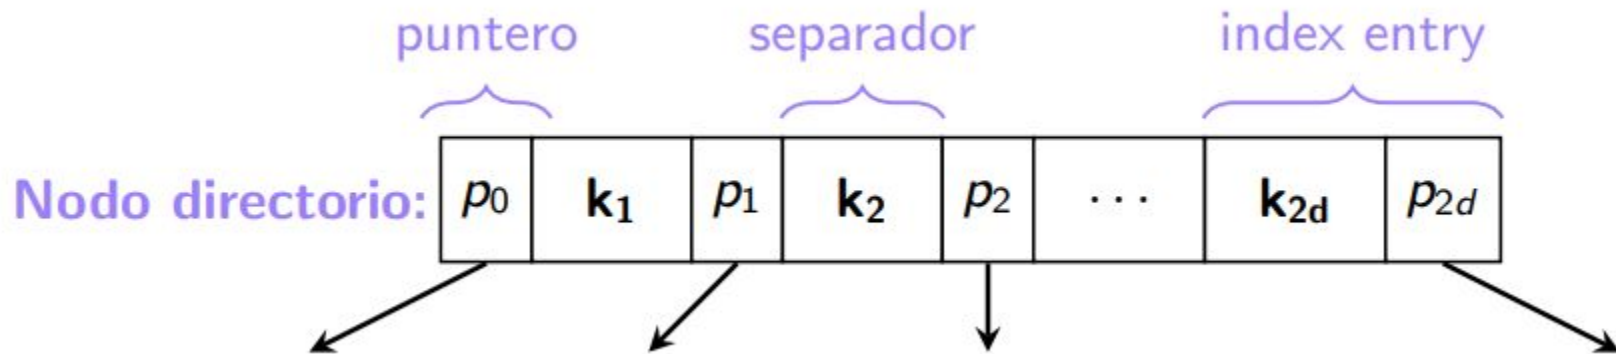 puntero separador index entry
Nodo directorio: p₀ k₁ p₁ k₂ p₂ ··· k₂d p₂d